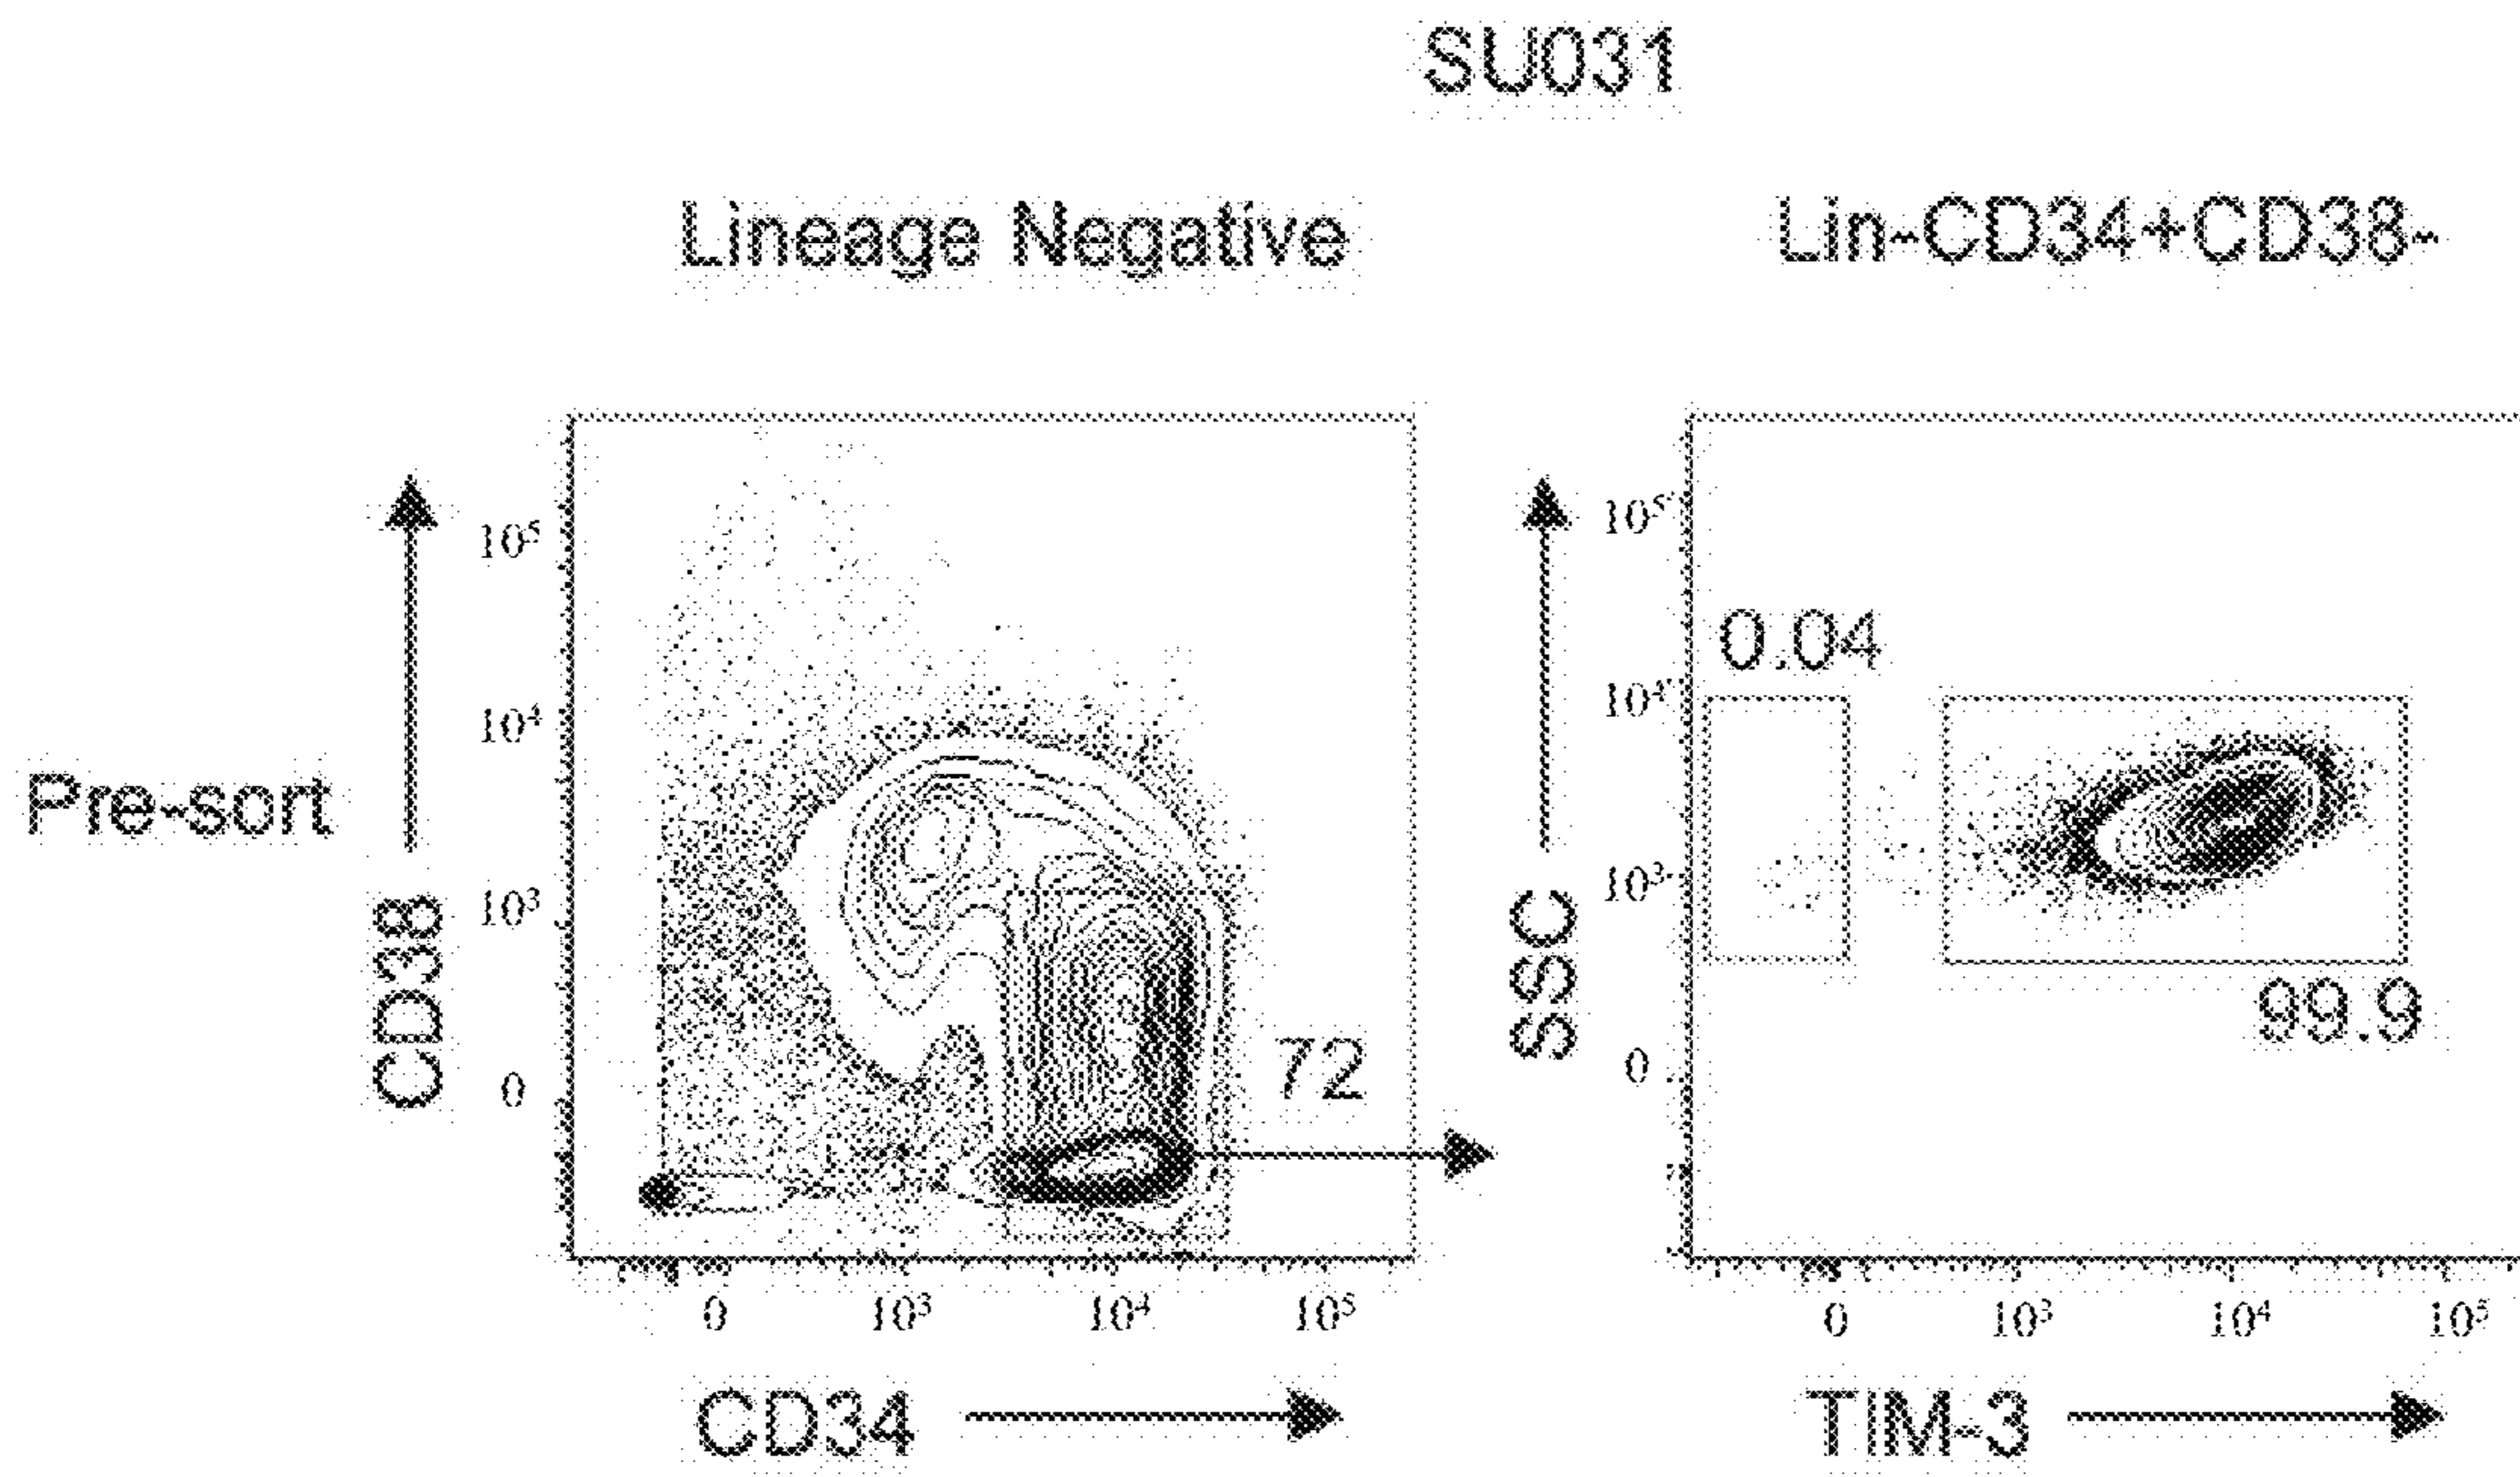 SU031
Lineage Negative
Lin-CD34+CD38-
Pre-sort
CD38
10⁵
10⁴
10³
0
72
0
10³
10⁴
10⁵
CD34
SSC
10⁵
10⁴
10³
0
0.04
99.9
0
10³
10⁴
10⁵
TIM-3